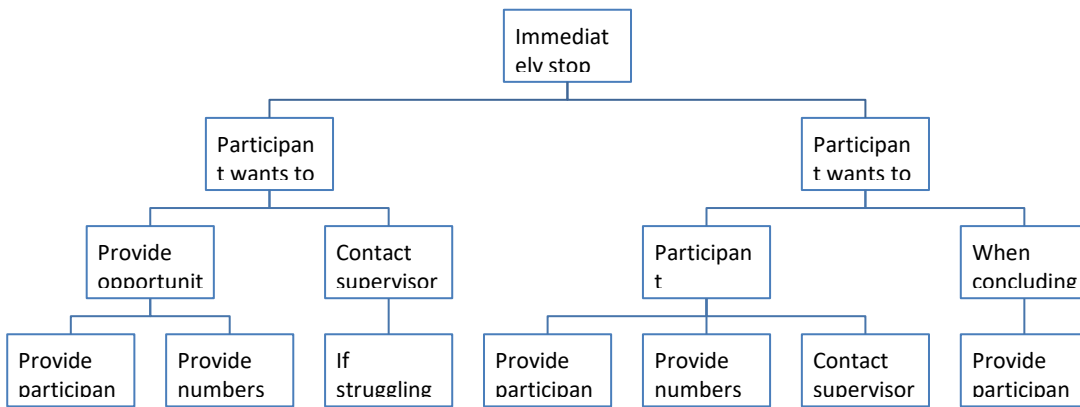 Immediat
ely stop
Participan
t wants to
Participan
t wants to
Provide
opportunit
Contact
supervisor
Participan
t
When
concluding
Provide
participan
Provide
numbers
If
struggling
Provide
participan
Provide
numbers
Contact
supervisor
Provide
participan